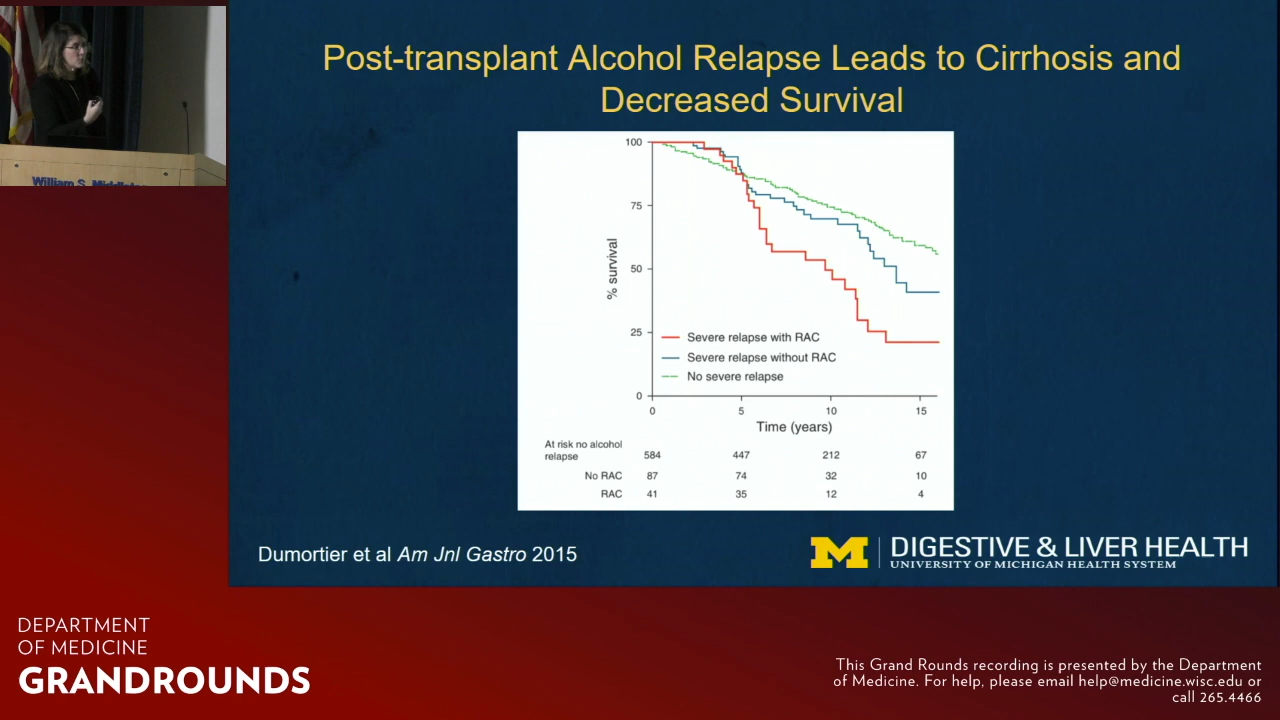 Post-transplant Alcohol Relapse Leads to Cirrhosis and
Decreased Survival
100
75
50
25
0
% survival
Severe relapse with RAC
Severe relapse without RAC
No severe relapse
0 5 10 15
Time (years)
At risk no alcohol
relapse 584 447 212 67
No RAC 87 74 32 10
RAC 41 35 12 4
Dumortier et al Am Jnl Gastro 2015
M DIGESTIVE & LIVER HEALTH
UNIVERSITY OF MICHIGAN HEALTH SYSTEM
William S.
DEPARTMENT
OF MEDICINE
GRANDROUNDS
This Grand Rounds recording is presented by the Department
of Medicine. For help, please email help@medicine.wisc.edu or
call 265.4466